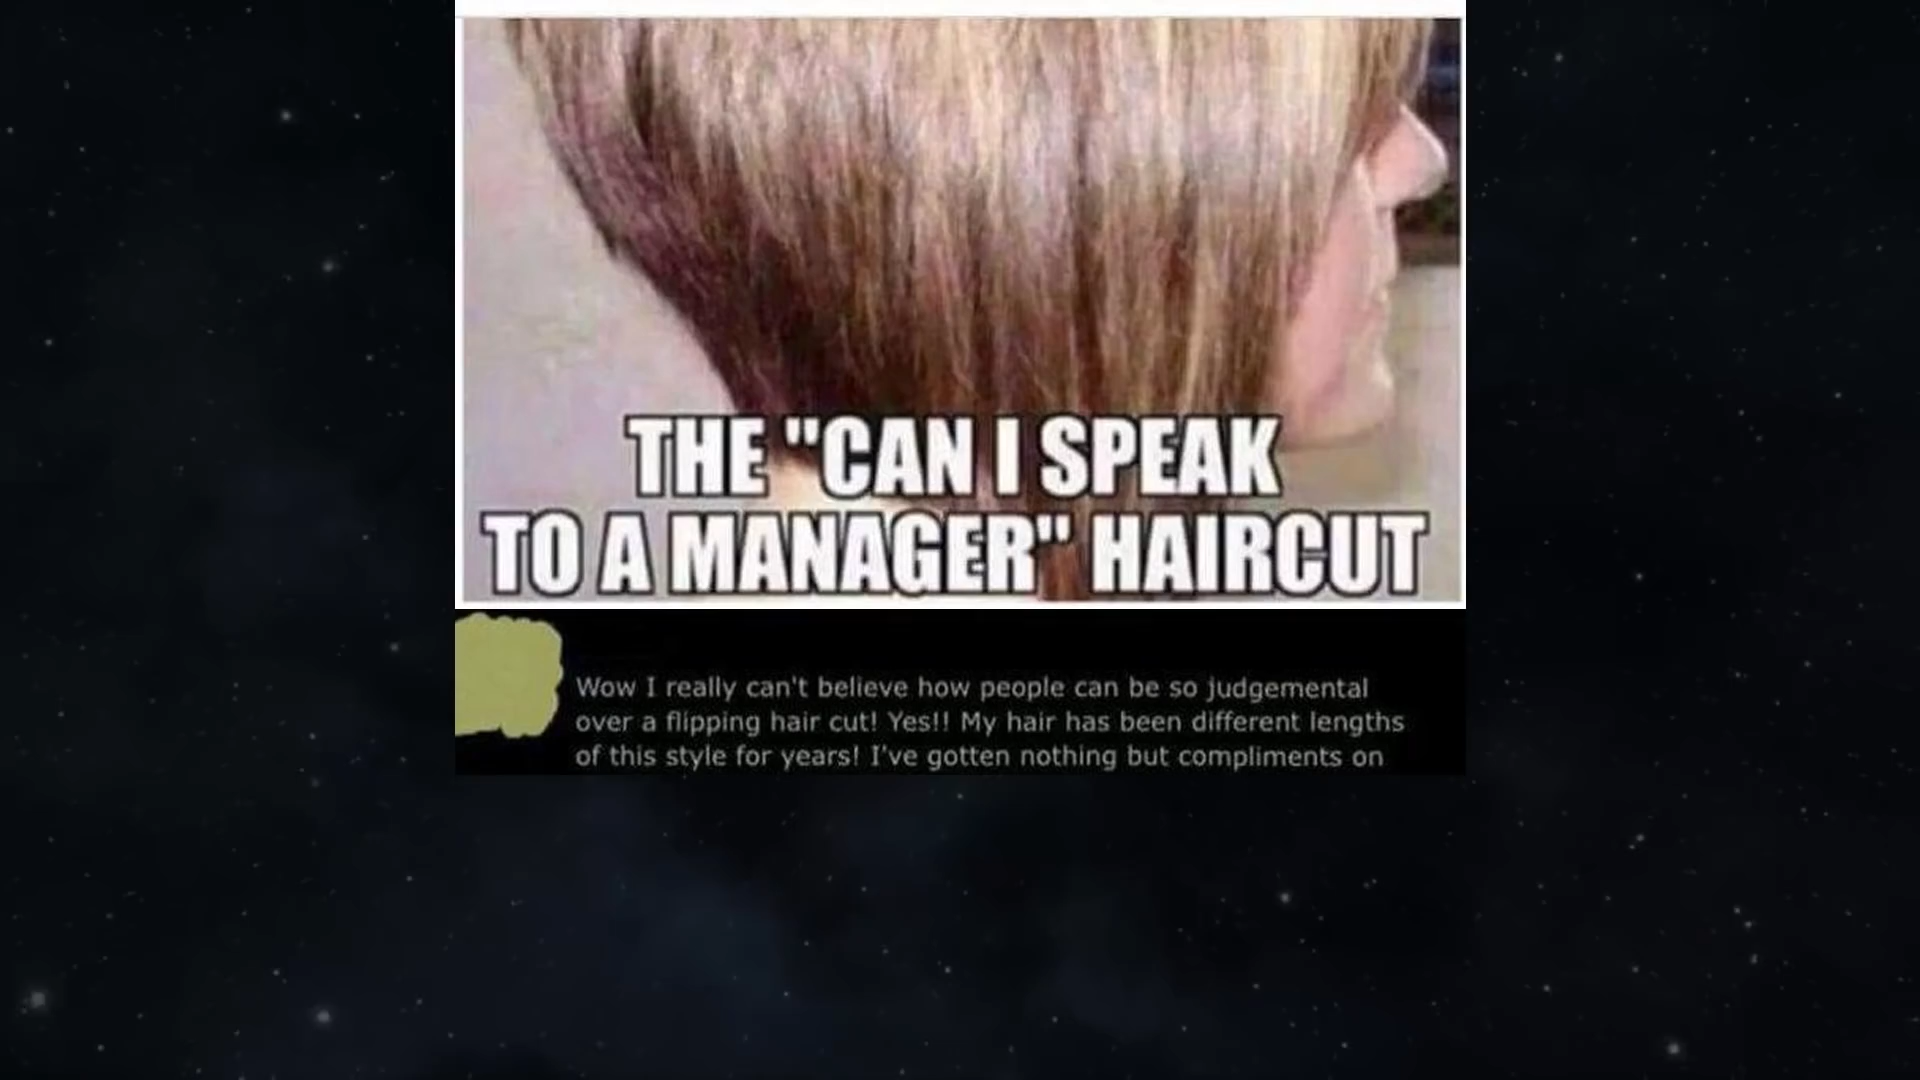 THE "CAN I SPEAK
TO A MANAGER" HAIRCUT
Wow I really can't believe how people can be so judgemental
over a flipping hair cut! Yes!! My hair has been different lengths
of this style for years! I've gotten nothing but compliments on